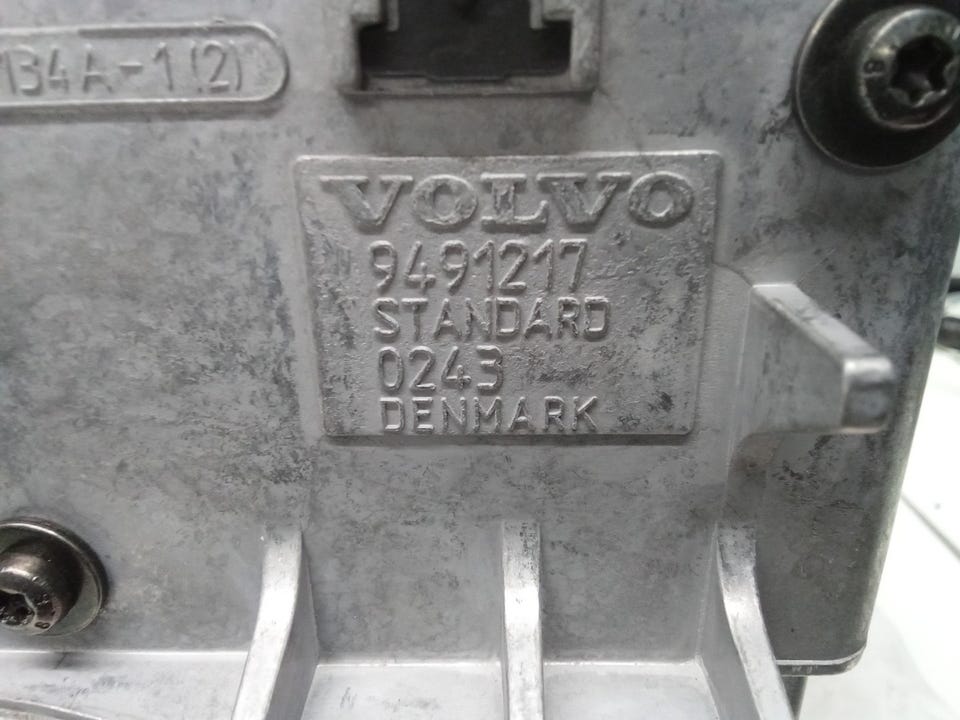 134A-1(2)
VOLVO
9491217
STANDARD
0243
DENMARK